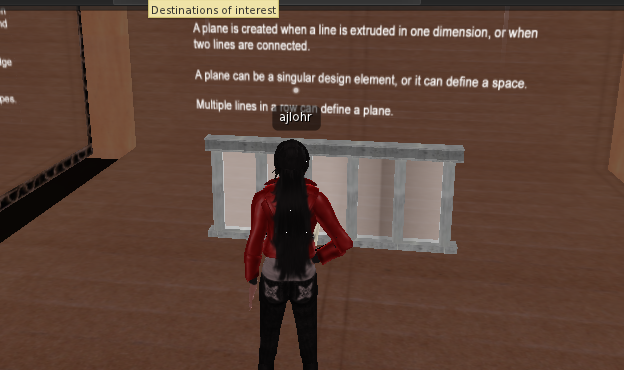 Destinations of interest
A plane is created when a line is extruded in one dimension, or when
two lines are connected.
dge
A plane can be a singular design element, or it can define a space.
pes.
Multiple lines in a row can define a plane.
ajlohr